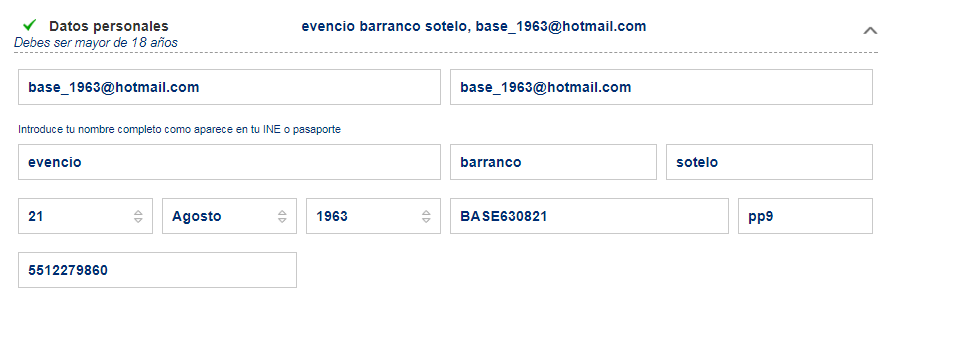 Datos personales evencio barranco sotelo, base_1963@hotmail.com
Debes ser mayor de 18 años
base_1963@hotmail.com base_1963@hotmail.com
Introduce tu nombre completo como aparece en tu INE o pasaporte
evencio barranco sotelo
21 Agosto 1963 BASE630821 pp9
5512279860